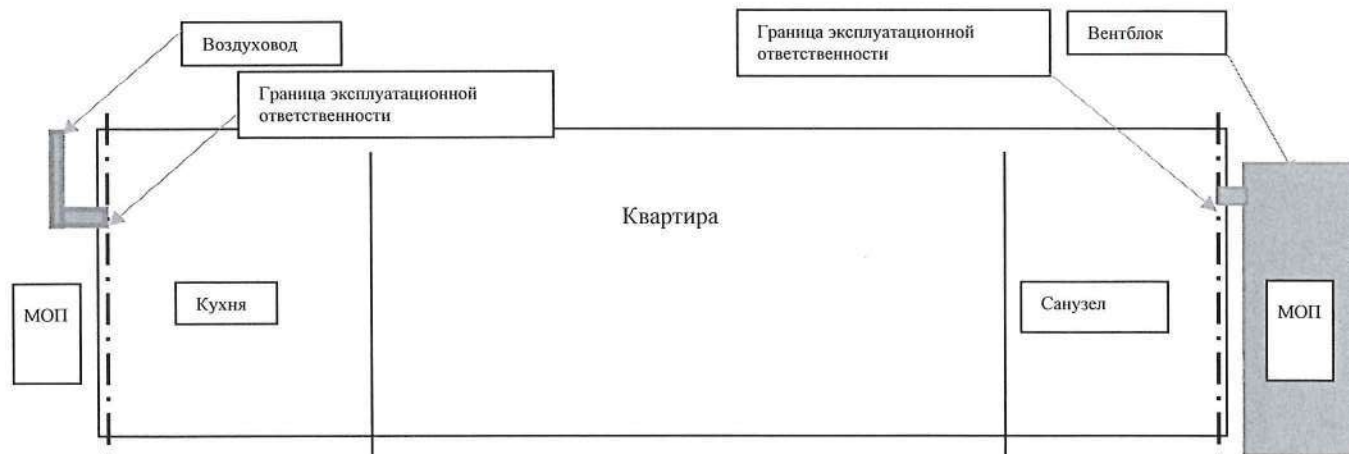 Воздуховод
Граница эксплуатационной
ответственности
Граница эксплуатационной
ответственности
Вентблок
Квартира
МОП
Кухня
Санузел
МОП